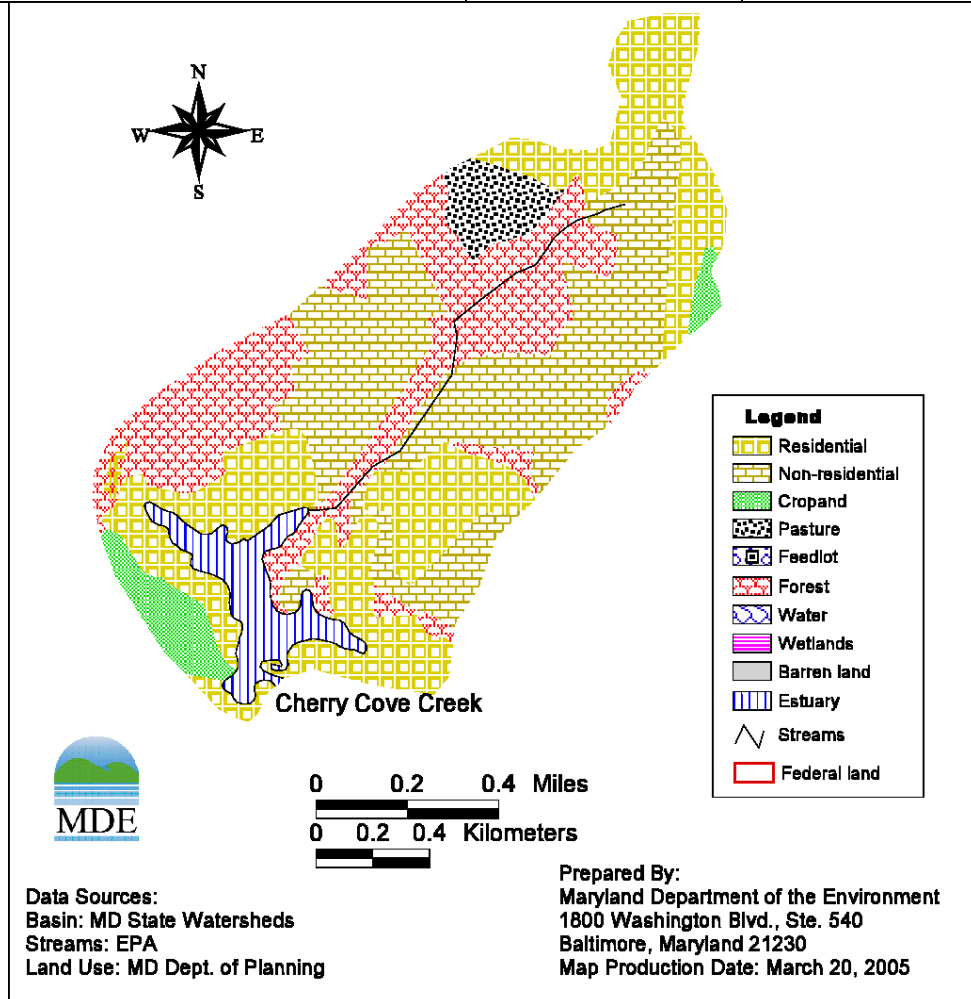 N
W E
S
Legend
Residential
Non-residential
Cropand
Pasture
Feedlot
Forest
Water
Wetlands
Barren land
Estuary
Streams
Federal land
Cherry Cove Creek
MDE
0 0.2 0.4 Miles
0 0.2 0.4 Kilometers
Data Sources:
Basin: MD State Watersheds
Streams: EPA
Land Use: MD Dept. of Planning
Prepared By:
Maryland Department of the Environment
1800 Washington Blvd., Ste. 540
Baltimore, Maryland 21230
Map Production Date: March 20, 2005